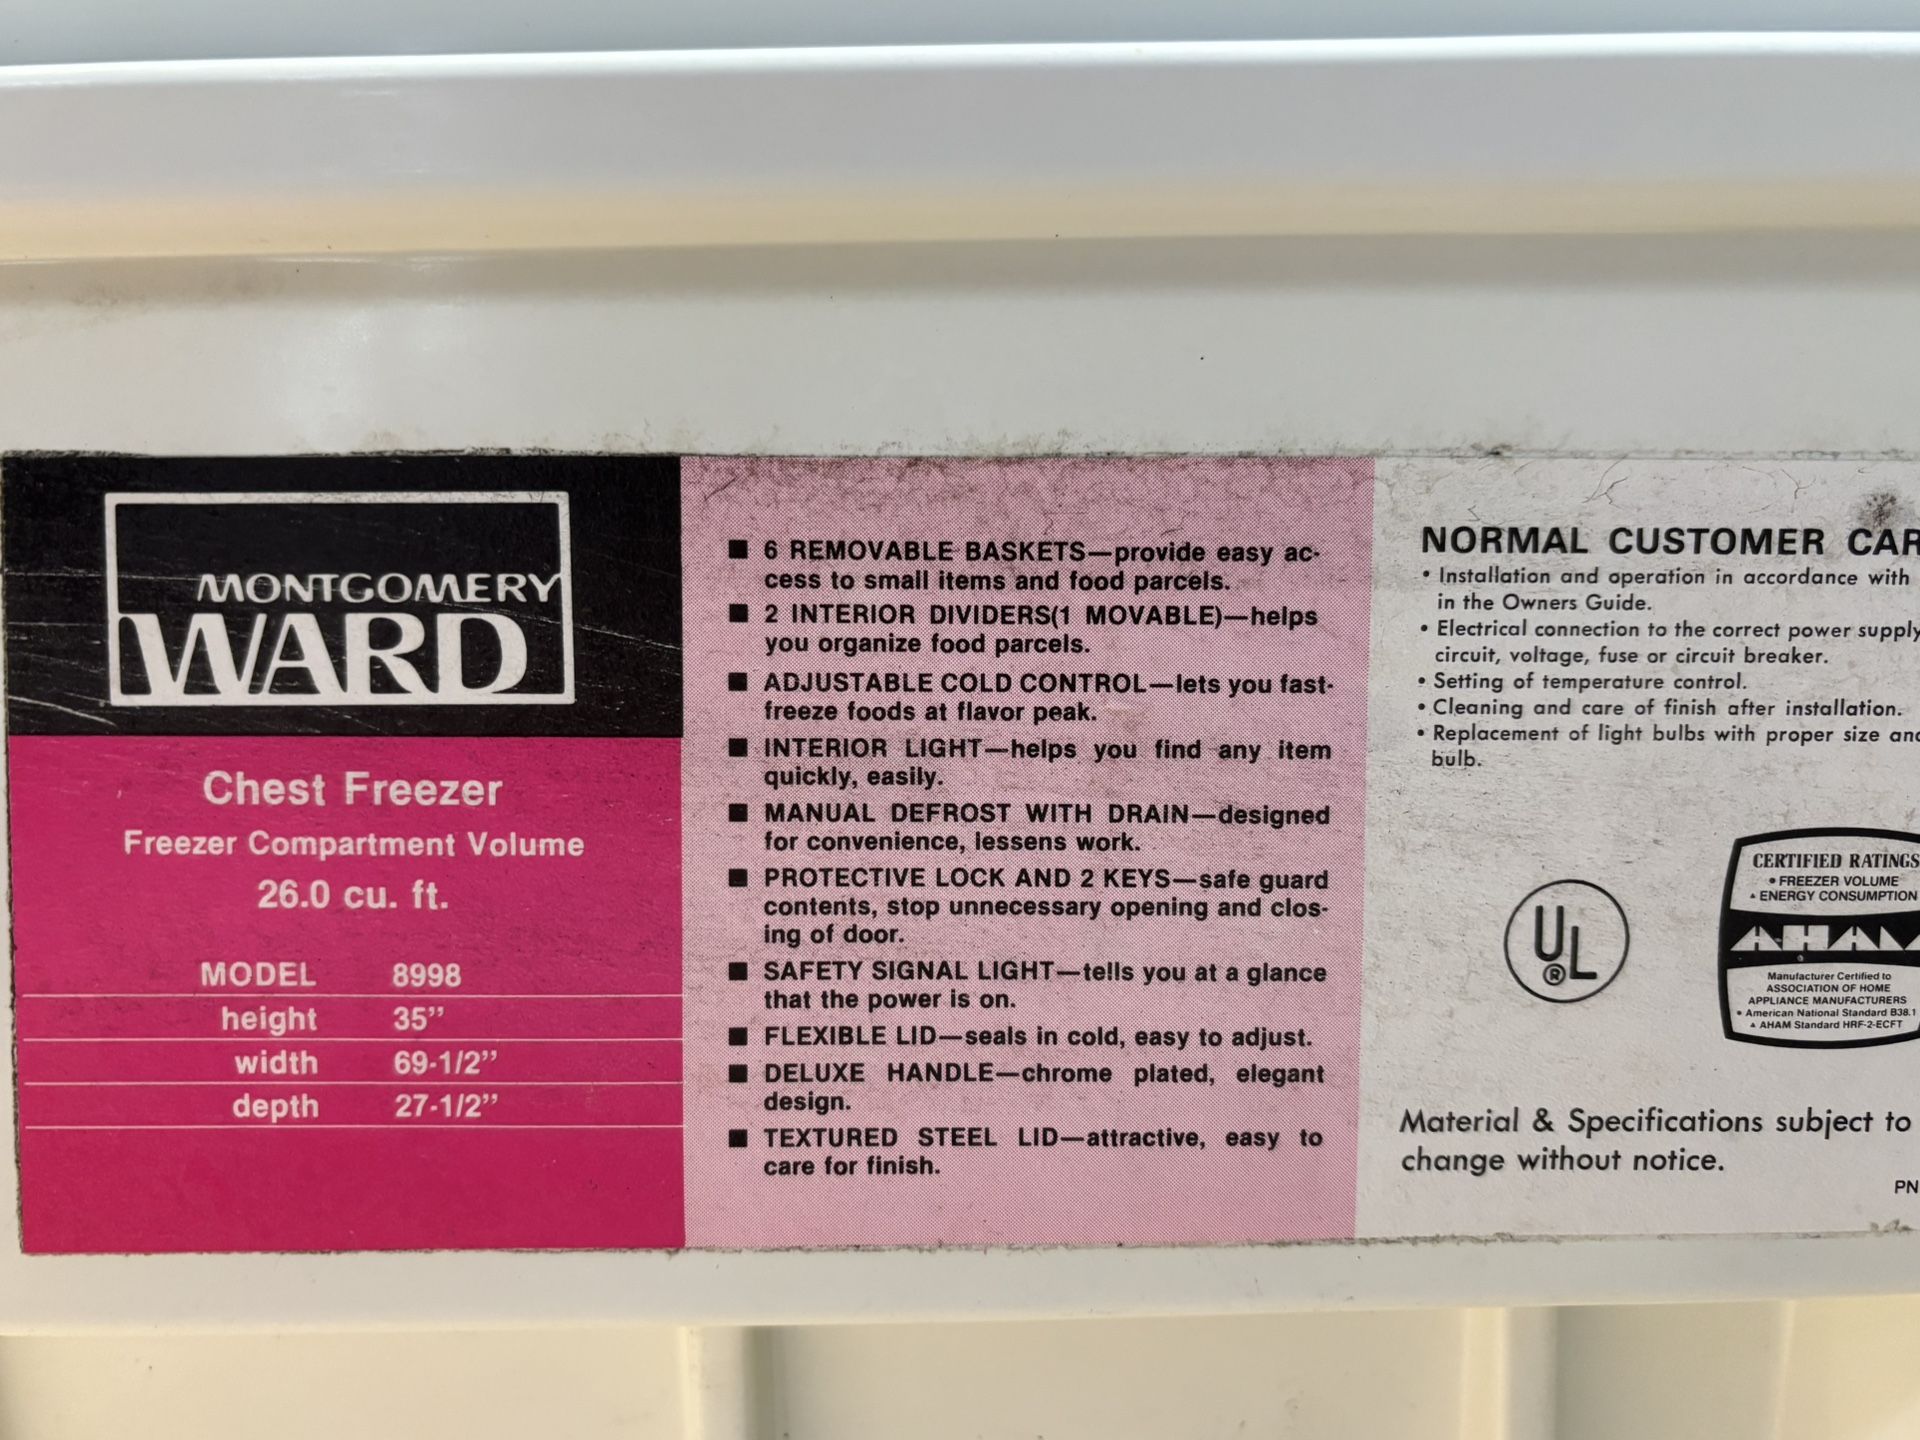 MONTGOMERY
WARD
Chest Freezer
Freezer Compartment Volume
26.0 cu. ft.
MODEL 8998
height 35”
width 69-1/2”
depth 27-1/2”
■ 6 REMOVABLE BASKETS—provide easy ac-
cess to small items and food parcels.
■ 2 INTERIOR DIVIDERS(1 MOVABLE)—helps
you organize food parcels.
■ ADJUSTABLE COLD CONTROL—lets you fast-
freeze foods at flavor peak.
■ INTERIOR LIGHT—helps you find any item
quickly, easily.
■ MANUAL DEFROST WITH DRAIN—designed
for convenience, lessens work.
■ PROTECTIVE LOCK AND 2 KEYS—safe guard
contents, stop unnecessary opening and clos-
ing of door.
■ SAFETY SIGNAL LIGHT—tells you at a glance
that the power is on.
■ FLEXIBLE LID—seals in cold, easy to adjust.
■ DELUXE HANDLE—chrome plated, elegant
design.
■ TEXTURED STEEL LID—attractive, easy to
care for finish.
NORMAL CUSTOMER CAR
• Installation and operation in accordance with
in the Owners Guide.
• Electrical connection to the correct power supply
circuit, voltage, fuse or circuit breaker.
• Setting of temperature control.
• Cleaning and care of finish after installation.
• Replacement of light bulbs with proper size and
bulb.
UL
®
CERTIFIED RATINGS
• FREEZER VOLUME
▲ ENERGY CONSUMPTION
AHAM
Manufacturer Certified to
ASSOCIATION OF HOME
APPLIANCE MANUFACTURERS
• American National Standard B38.1
▲ AHAM Standard HRF-2-ECFT
Material & Specifications subject to
change without notice.
PN